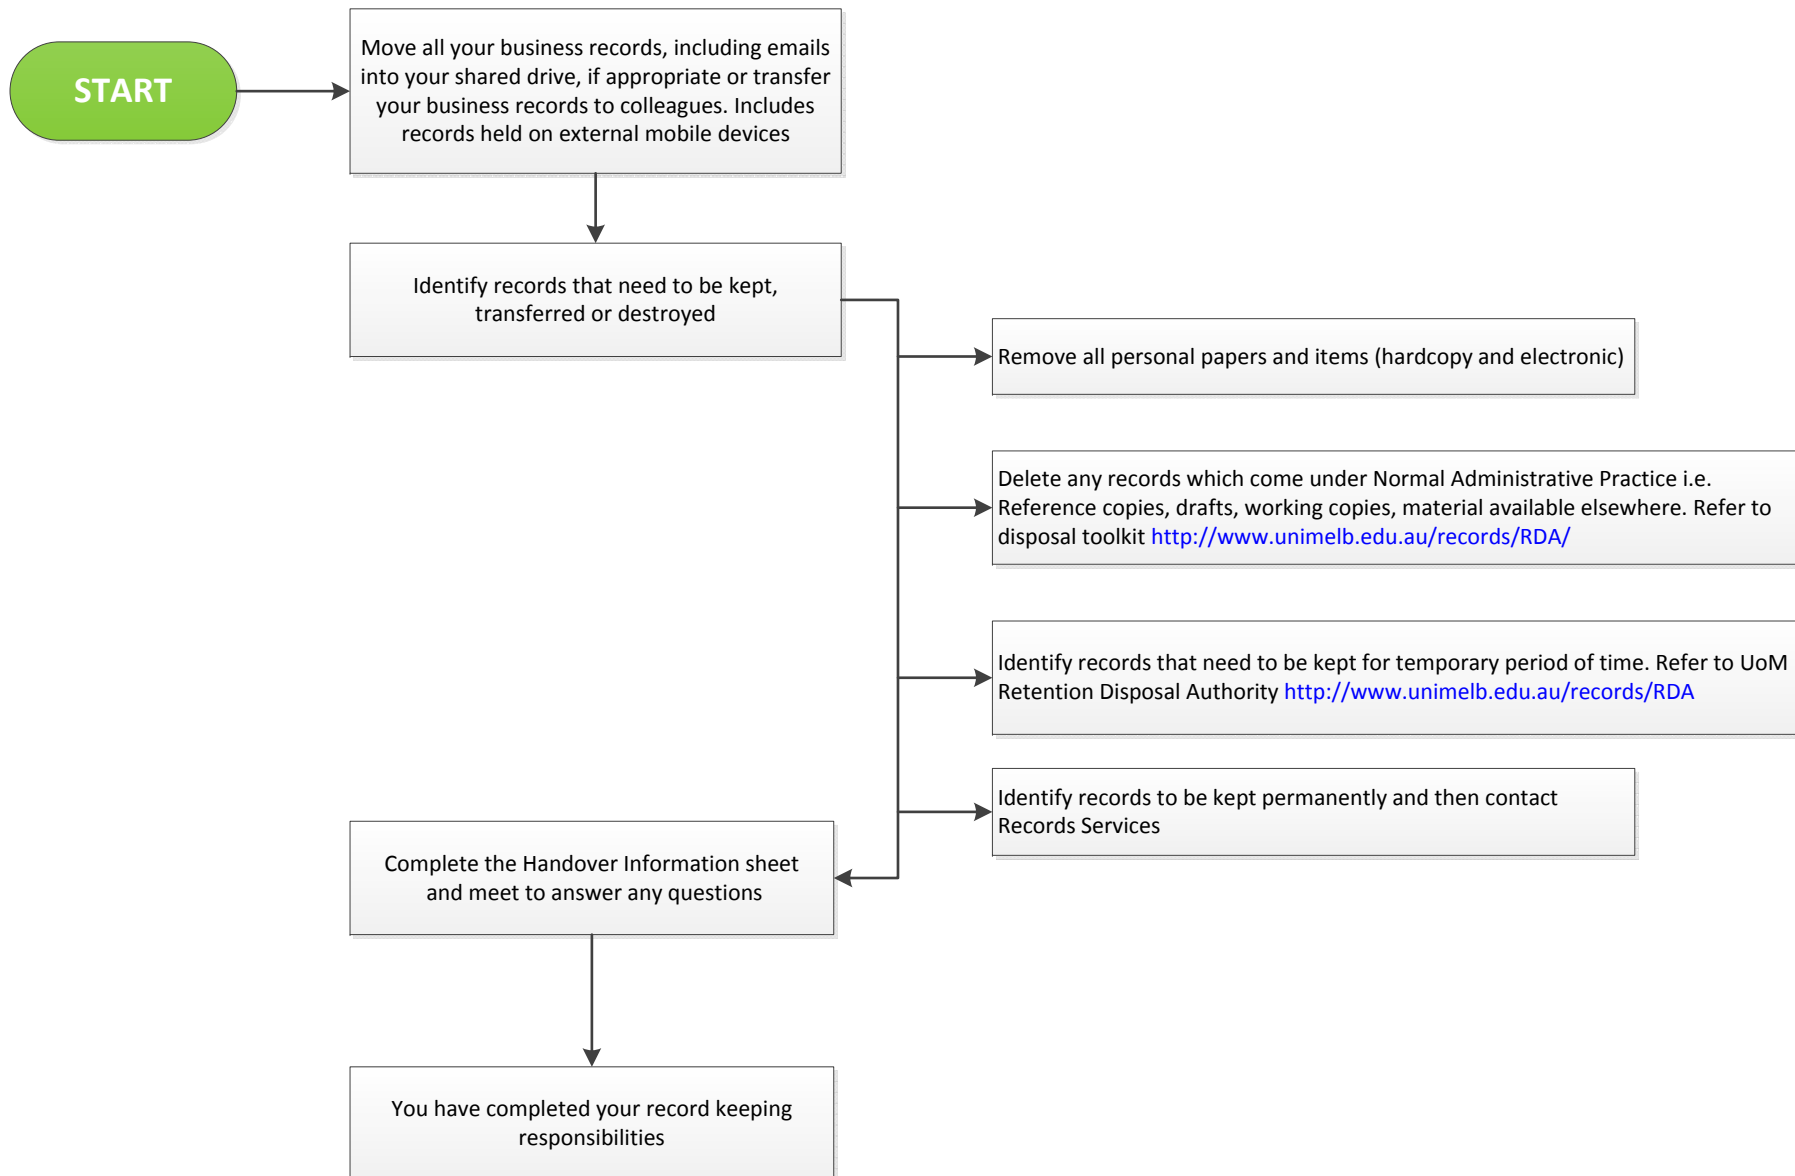 START
Move all your business records, including emails
into your shared drive, if appropriate or transfer
your business records to colleagues. Includes
records held on external mobile devices
Identify records that need to be kept,
transferred or destroyed
Remove all personal papers and items (hardcopy and electronic)
Delete any records which come under Normal Administrative Practice i.e.
Reference copies, drafts, working copies, material available elsewhere. Refer to
disposal toolkit http://www.unimelb.edu.au/records/RDA/
Identify records that need to be kept for temporary period of time. Refer to UoM
Retention Disposal Authority http://www.unimelb.edu.au/records/RDA
Identify records to be kept permanently and then contact
Records Services
Complete the Handover Information sheet
and meet to answer any questions
You have completed your record keeping
responsibilities